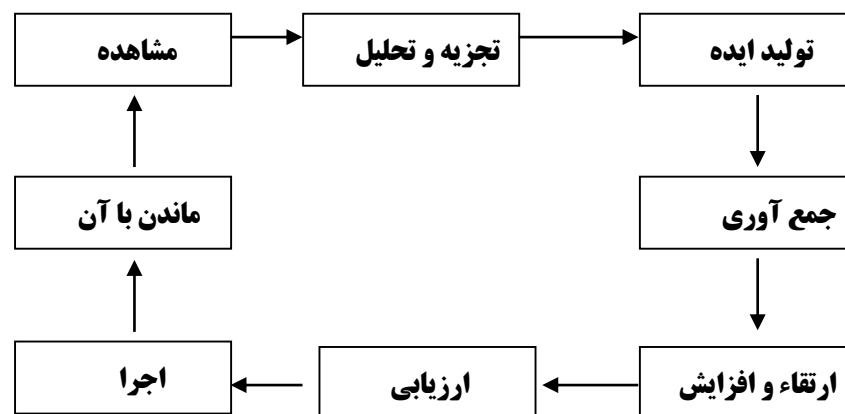 مشاهده
تجزیه و تحلیل
تولید ایده
جمع آوری
ارتقاء و افزایش
ارزیابی
اجرا
ماندن با آن